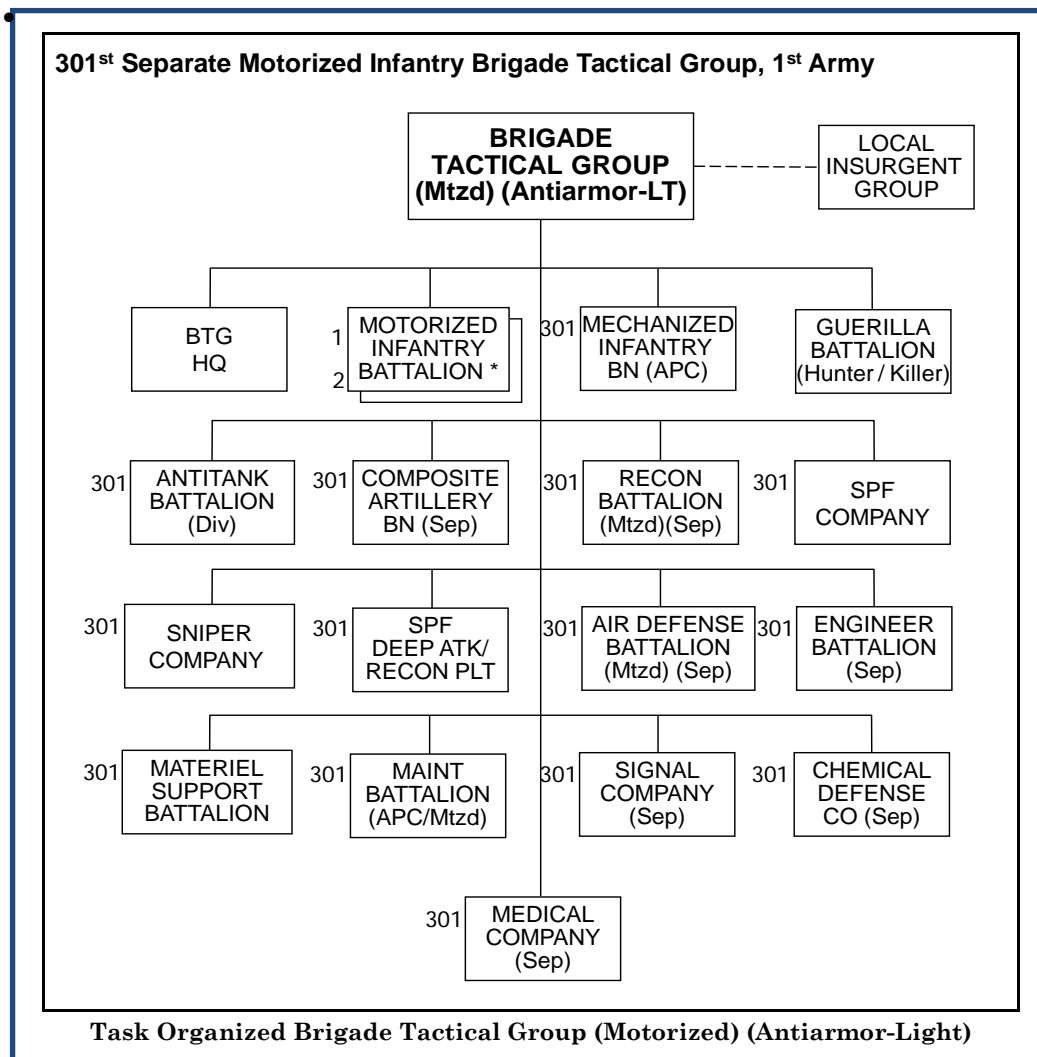 301st Separate Motorized Infantry Brigade Tactical Group, 1st Army
BRIGADE
TACTICAL GROUP
(Mtzd) (Antiarmor-LT)
LOCAL
INSURGENT
GROUP
BTG
HQ
1
2
MOTORIZED
INFANTRY
BATTALION *
301
MECHANIZED
INFANTRY
BN (APC)
GUERILLA
BATTALION
(Hunter / Killer)
301
ANTITANK
BATTALION
(Div)
301
COMPOSITE
ARTILLERY
BN (Sep)
301
RECON
BATTALION
(Mtzd)(Sep)
301
SPF
COMPANY
301
SNIPER
COMPANY
301
SPF
DEEP ATK/
RECON PLT
301
AIR DEFENSE
BATTALION
(Mtzd) (Sep)
301
ENGINEER
BATTALION
(Sep)
301
MATERIEL
SUPPORT
BATTALION
301
MAINT
BATTALION
(APC/Mtzd)
301
SIGNAL
COMPANY
(Sep)
301
CHEMICAL
DEFENSE
CO (Sep)
301
MEDICAL
COMPANY
(Sep)
Task Organized Brigade Tactical Group (Motorized) (Antiarmor-Light)